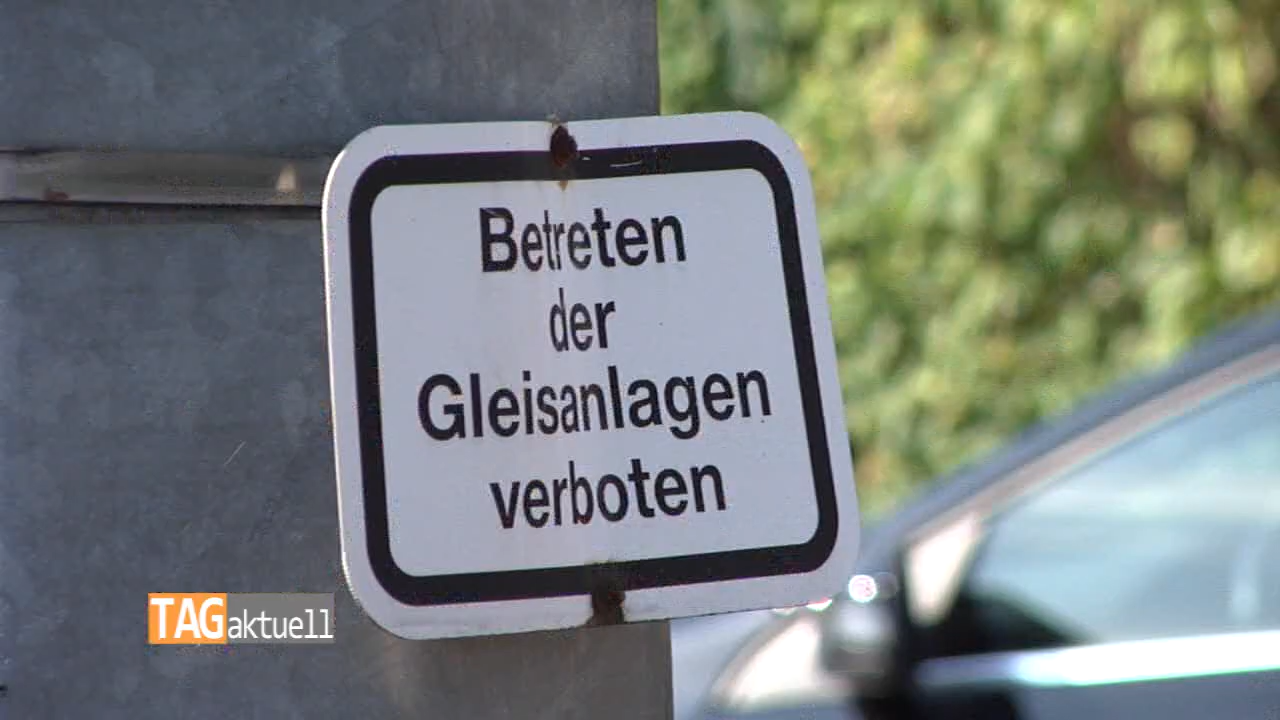 Betreten
der
Gleisanlagen
verboten
TAGaktuell